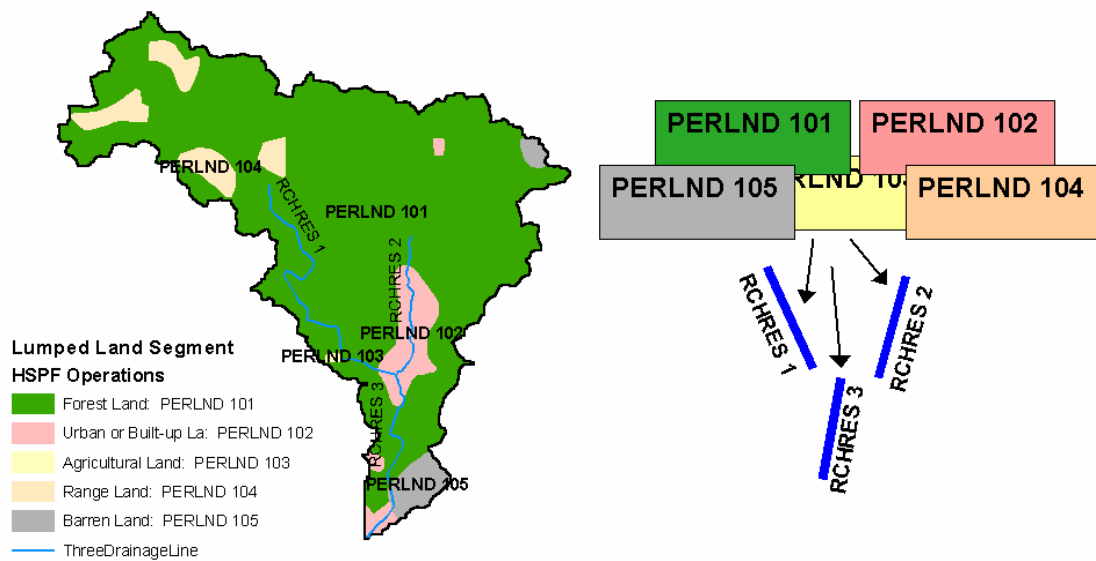 PERLND 104
RCHRES 1
PERLND 101
RCHRES 2
PERLND 102
PERLND 103
RCHRES 3
PERLND 105
Lumped Land Segment
HSPF Operations
Forest Land: PERLND 101
Urban or Built-up La: PERLND 102
Agricultural Land: PERLND 103
Range Land: PERLND 104
Barren Land: PERLND 105
ThreeDrainageLine
PERLND 101
PERLND 102
PERLND 105
RLND 103
PERLND 104
RCHRES 1
RCHRES 2
RCHRES 3